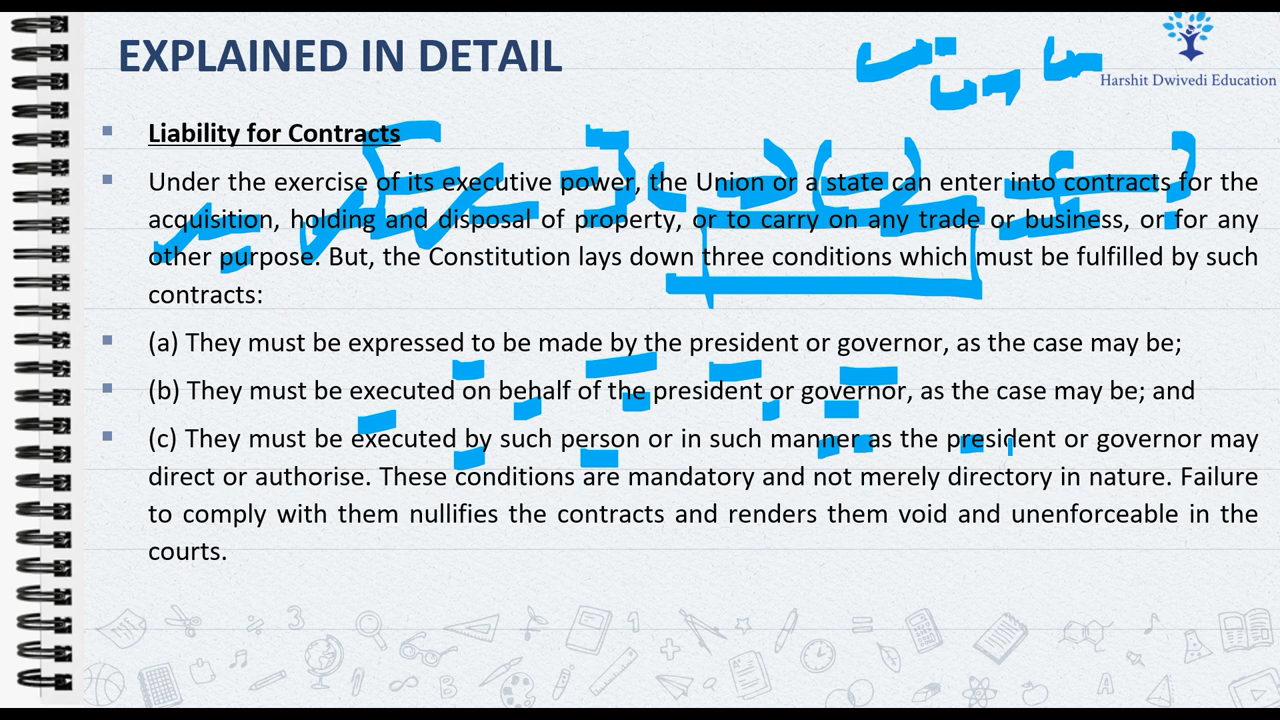 EXPLAINED IN DETAIL
Harshit Dwivedi Education
Liability for Contracts
Under the exercise of its executive power, the Union or a state can enter into contracts for the
acquisition, holding and disposal of property, or to carry on any trade or business, or for any
other purpose. But, the Constitution lays down three conditions which must be fulfilled by such
contracts:
(a) They must be expressed to be made by the president or governor, as the case may be;
(b) They must be executed on behalf of the president or governor, as the case may be; and
(c) They must be executed by such person or in such manner as the president or governor may
direct or authorise. These conditions are mandatory and not merely directory in nature. Failure
to comply with them nullifies the contracts and renders them void and unenforceable in the
courts.